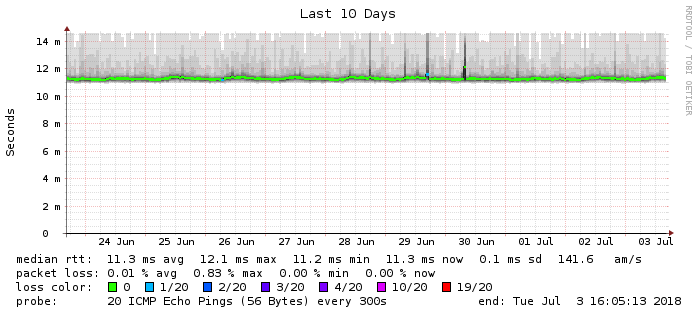 Last 10 Days
RRDTOOL / TOBI OETIKER
Seconds
14 m
12 m
10 m
8 m
6 m
4 m
2 m
0
24 Jun 25 Jun 26 Jun 27 Jun 28 Jun 29 Jun 30 Jun 01 Jul 02 Jul 03 Jul
median rtt: 11.3 ms avg 12.1 ms max 11.2 ms min 11.3 ms now 0.1 ms sd 141.6 am/s
packet loss: 0.01 % avg 0.83 % max 0.00 % min 0.00 % now
loss color: 0 1/20 2/20 3/20 4/20 10/20 19/20
probe: 20 ICMP Echo Pings (56 Bytes) every 300s end: Tue Jul 3 16:05:13 2018